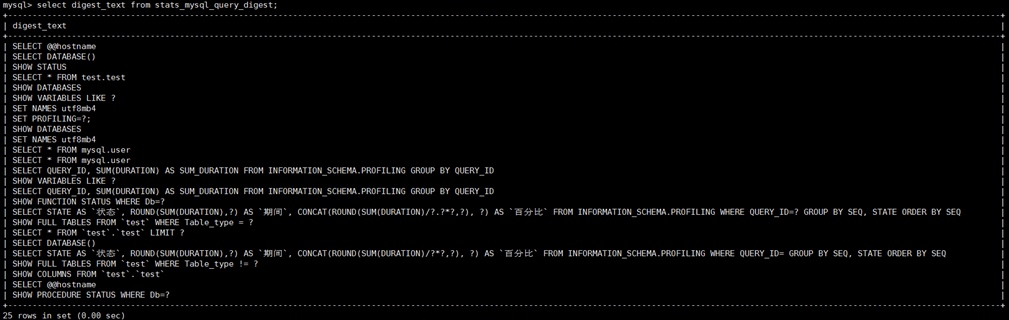 mysql> select digest_text from stats_mysql_query_digest;
| digest_text |
| SELECT @@hostname |
| SELECT DATABASE() |
| SHOW STATUS |
| SELECT * FROM test.test |
| SHOW DATABASES |
| SHOW VARIABLES LIKE ? |
| SET NAMES utf8mb4 |
| SET PROFILING=?; |
| SHOW DATABASES |
| SET NAMES utf8mb4 |
| SELECT * FROM mysql.user |
| SELECT * FROM mysql.user |
| SELECT QUERY_ID, SUM(DURATION) AS SUM_DURATION FROM INFORMATION_SCHEMA.PROFILING GROUP BY QUERY_ID |
| SHOW VARIABLES LIKE ? |
| SELECT QUERY_ID, SUM(DURATION) AS SUM_DURATION FROM INFORMATION_SCHEMA.PROFILING GROUP BY QUERY_ID |
| SHOW FUNCTION STATUS WHERE Db=? |
| SELECT STATE AS `状态`, ROUND(SUM(DURATION),?) AS `期间`, CONCAT(ROUND(SUM(DURATION)/?.?*?,?), ?) AS `百分比` FROM INFORMATION_SCHEMA.PROFILING WHERE QUERY_ID=? GROUP BY SEQ, STATE ORDER BY SEQ |
| SHOW FULL TABLES FROM `test` WHERE Table_type = ? |
| SELECT * FROM `test`.`test` LIMIT ? |
| SELECT DATABASE() |
| SELECT STATE AS `状态`, ROUND(SUM(DURATION),?) AS `期间`, CONCAT(ROUND(SUM(DURATION)/?*?,?), ?) AS `百分比` FROM INFORMATION_SCHEMA.PROFILING WHERE QUERY_ID= GROUP BY SEQ, STATE ORDER BY SEQ |
| SHOW FULL TABLES FROM `test` WHERE Table_type != ? |
| SHOW COLUMNS FROM `test`.`test` |
| SELECT @@hostname |
| SHOW PROCEDURE STATUS WHERE Db=? |
25 rows in set (0.00 sec)